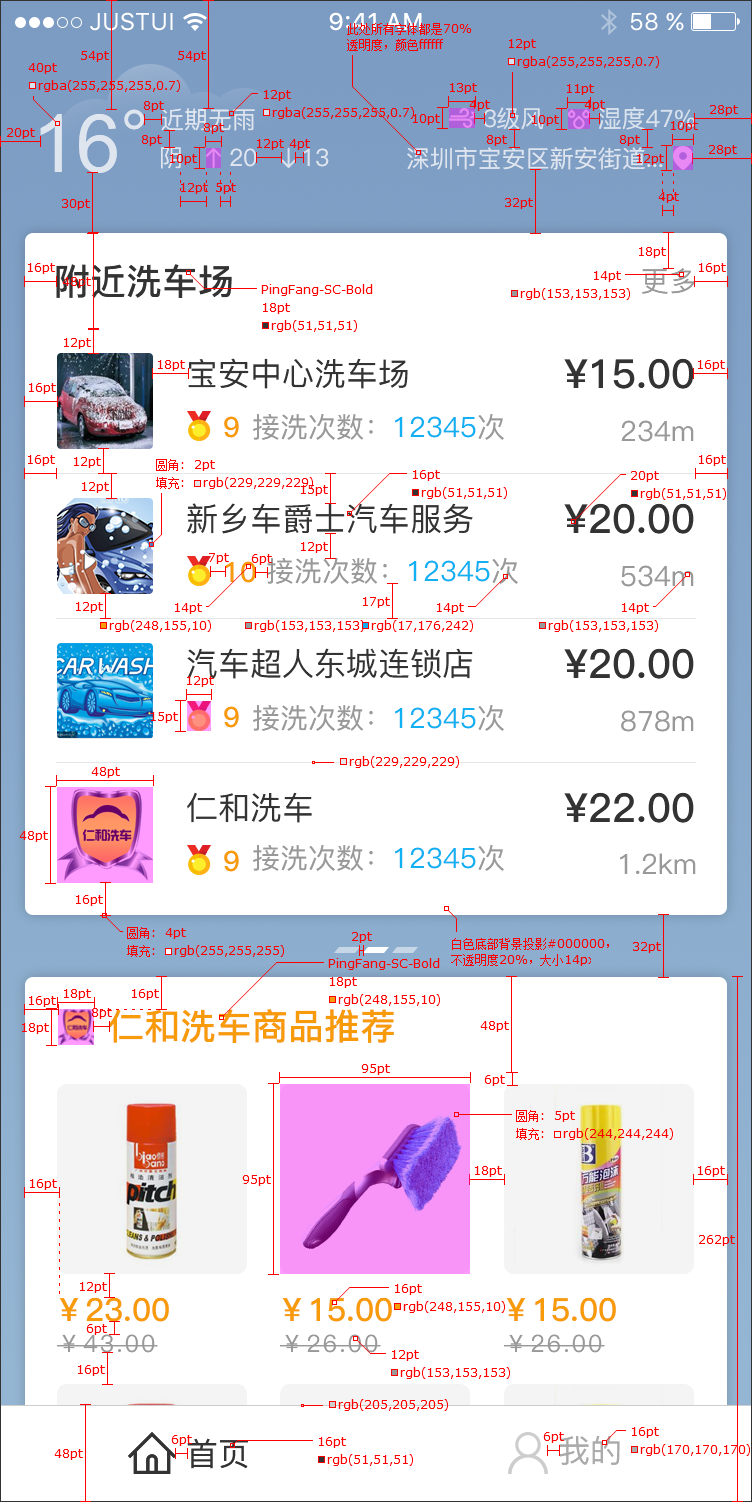 JUSTUI 9:41 AM 58 %
此处所有字体都是70%
透明度，颜色ffffff
54pt 54pt 12pt
rgba(255,255,255,0.7)
40pt
rgba(255,255,255,0.7)
12pt
rgba(255,255,255,0.7)
13pt 11pt
8pt 近期无雨 10pt 4pt 3级风 10pt 4pt 湿度47% 28pt
20pt 16° 8pt 8pt 8pt 8pt 10pt
阴 10pt 20 12pt 4pt ↓13 深圳市宝安区新安街道... 12pt 28pt
12pt 5pt 4pt
30pt 32pt
18pt
16pt 附近洗车场 14pt 更多 16pt
48pt
PingFang-SC-Bold
18pt
rgb(51,51,51)
rgb(153,153,153)
12pt
16pt 18pt 宝安中心洗车场 ¥15.00 16pt
9 接洗次数： 12345次 234m
16pt 12pt 16pt
圆角： 2pt
填充： rgb(229,229,229)
12pt 15pt
16pt
rgb(51,51,51)
20pt
rgb(51,51,51)
新乡车爵士汽车服务 ¥20.00
12pt
7pt 6pt
10 接洗次数： 12345次 534m
12pt 14pt 17pt 14pt 14pt
rgb(248,155,10) rgb(153,153,153) rgb(17,176,242) rgb(153,153,153)
CAR WASH
汽车超人东城连锁店 ¥20.00
12pt
15pt 9 接洗次数： 12345次 878m
rgb(229,229,229)
48pt
48pt 仁和洗车
仁和洗车 ¥22.00
9 接洗次数： 12345次 1.2km
16pt
圆角： 4pt
填充： rgb(255,255,255)
2pt
白色底部背景投影#000000，
不透明度20%，大小14px
32pt
PingFang-SC-Bold
18pt
rgb(248,155,10)
16pt 18pt 16pt
18pt 8pt 仁和洗车商品推荐 48pt
95pt 6pt
圆角： 5pt
填充： rgb(244,244,244)
biao
bang
pitch
CLEANS & POLISHES
万能泡沫
95pt 18pt 16pt
16pt
262pt
12pt
16pt
rgb(248,155,10)
¥ 23.00 ¥ 15.00 ¥ 15.00
6pt
¥ 43.00 ¥ 26.00 ¥ 26.00
12pt
rgb(153,153,153)
16pt
rgb(205,205,205)
48pt 6pt 首页 6pt 我的
16pt
rgb(51,51,51)
16pt
rgb(170,170,170)